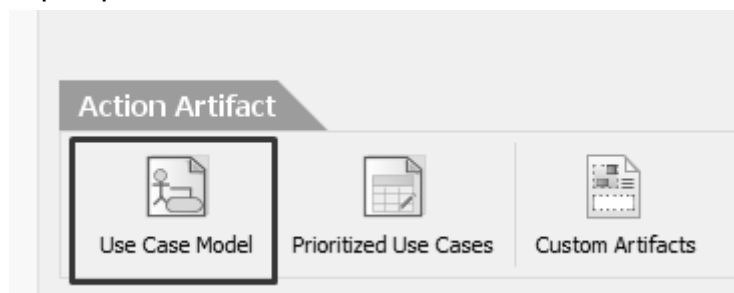 Action Artifact
Use Case Model Prioritized Use Cases Custom Artifacts